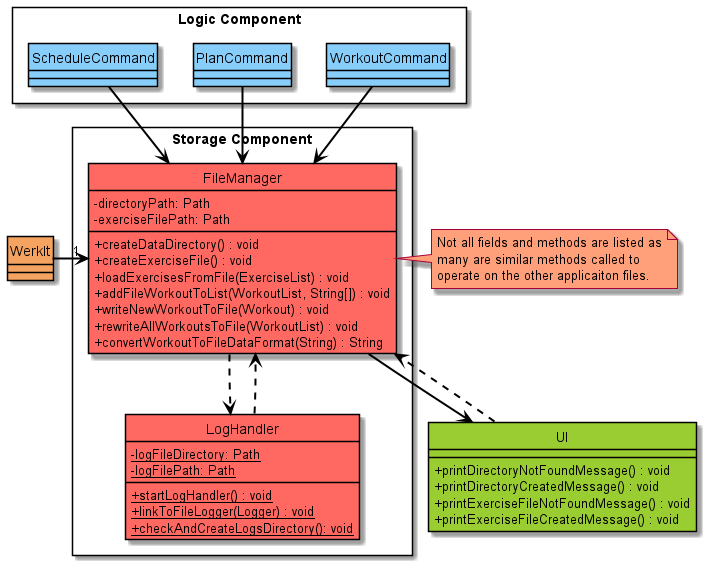 Logic Component
ScheduleCommand
PlanCommand
WorkoutCommand
Storage Component
FileManager
-directoryPath: Path
-exerciseFilePath: Path
+createDataDirectory() : void
+createExerciseFile() : void
+loadExercisesFromFile(ExerciseList) : void
+addFileWorkoutToList(WorkoutList, String[]) : void
+writeNewWorkoutToFile(Workout) : void
+rewriteAllWorkoutsToFile(WorkoutList) : void
+convertWorkoutToFileDataFormat(String) : String
WerkIt
1
Not all fields and methods are listed as
many are similar methods called to
operate on the other applicaiton files.
LogHandler
-logFileDirectory: Path
-logFilePath: Path
+startLogHandler() : void
+linkToFileLogger(Logger) : void
+checkAndCreateLogsDirectory(): void
UI
+printDirectoryNotFoundMessage() : void
+printDirectoryCreatedMessage() : void
+printExerciseFileNotFoundMessage() : void
+printExerciseFileCreatedMessage() : void